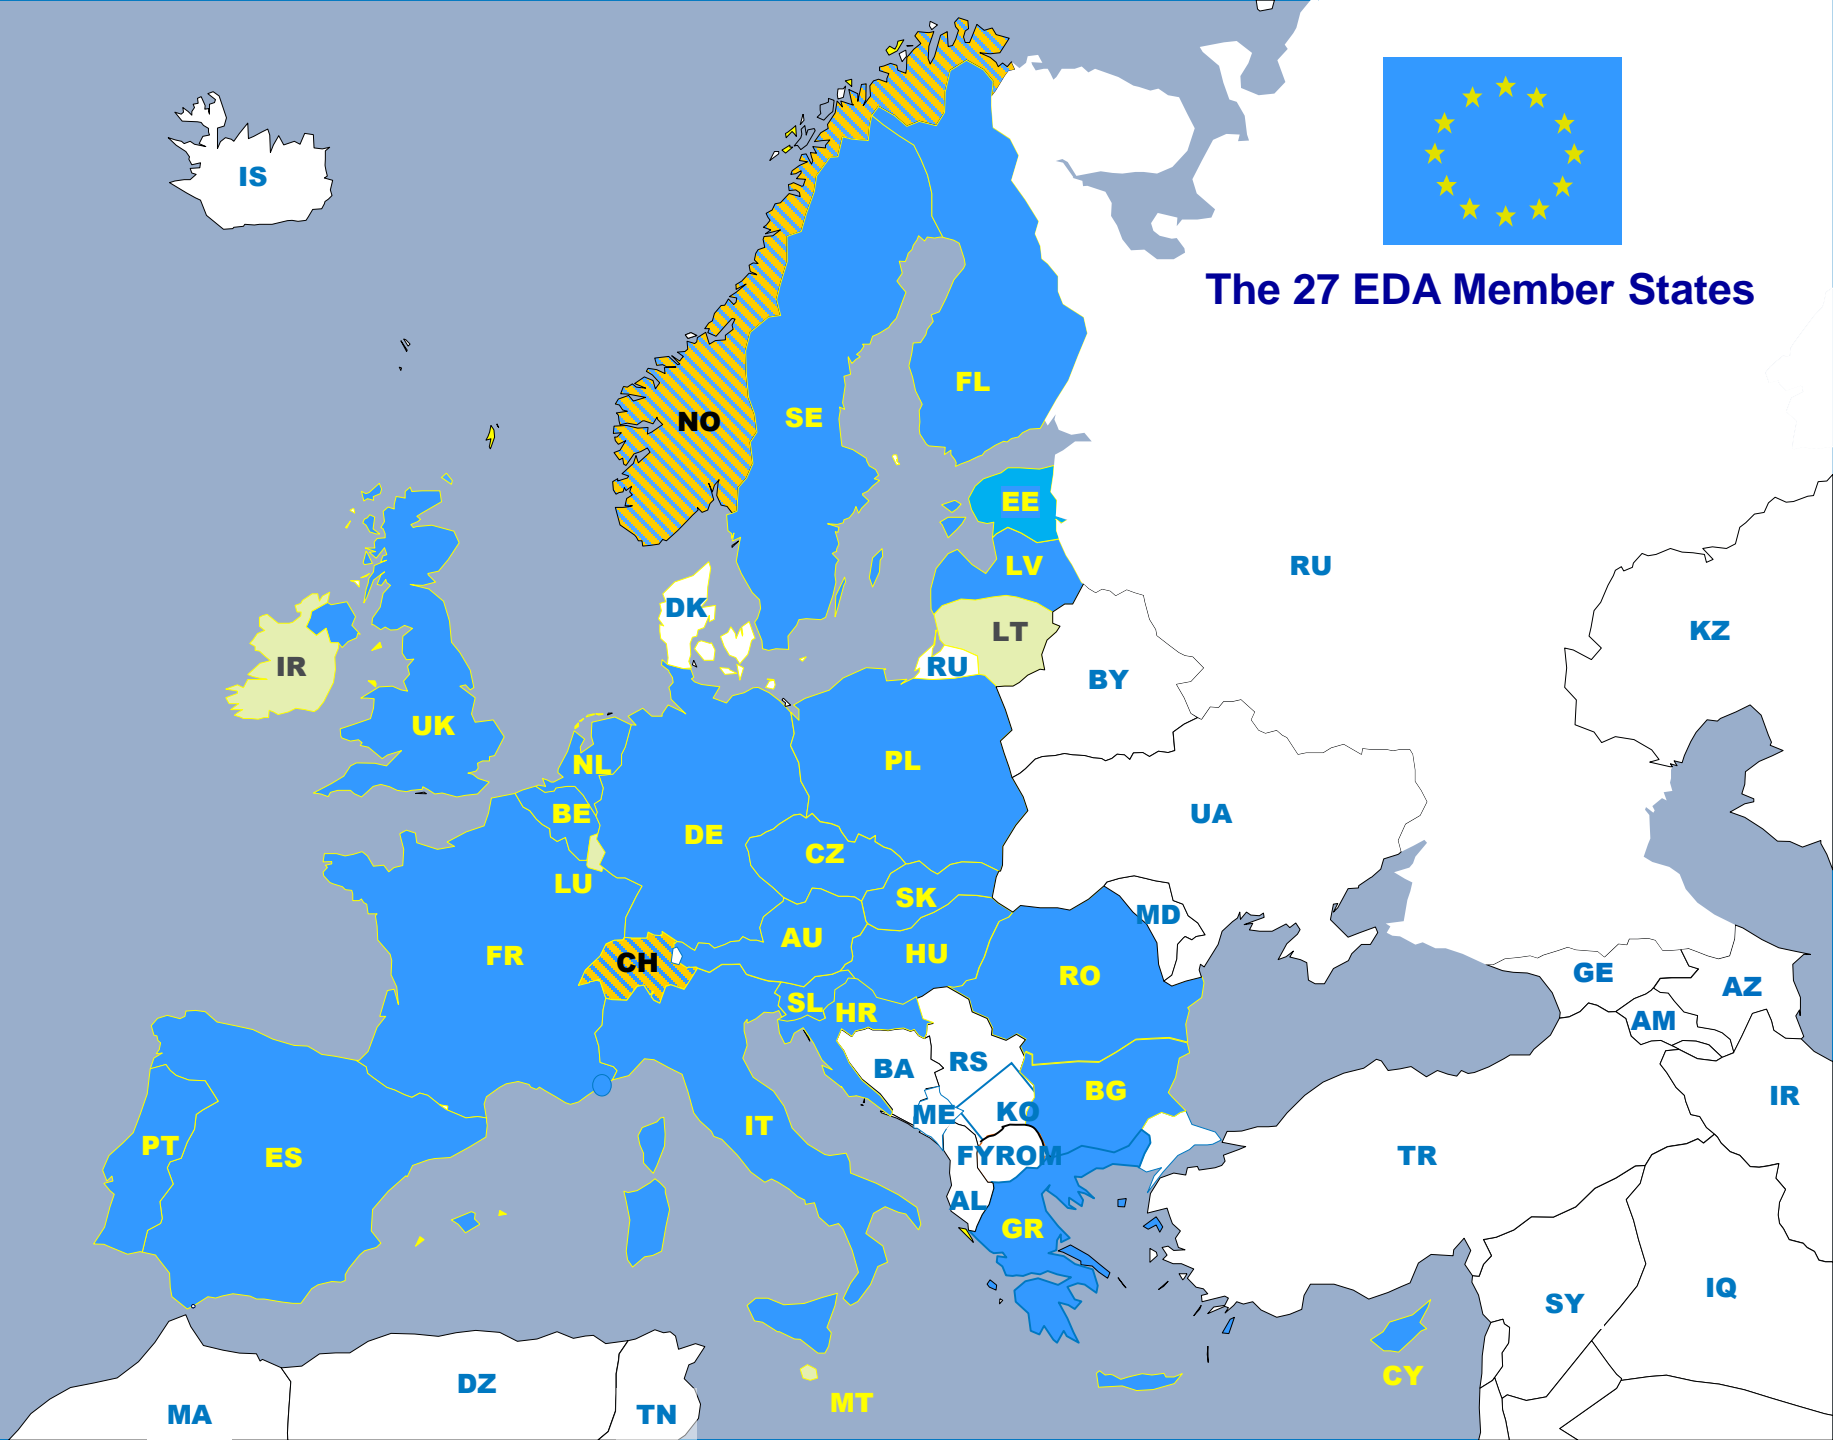 IS
The 27 EDA Member States
FL
SE
NO
EE
LV
RU
DK
LT
KZ
IR
RU
BY
UK
NL
PL
BE
UA
DE
CZ
LU
SK
MD
AU
FR
HU
CH
RO
GE
AZ
SL
HR
AM
RS
BA
BG
IR
KO
ME
IT
PT
ES
FYROM
TR
AL
GR
IQ
SY
CY
DZ
MT
MA
TN